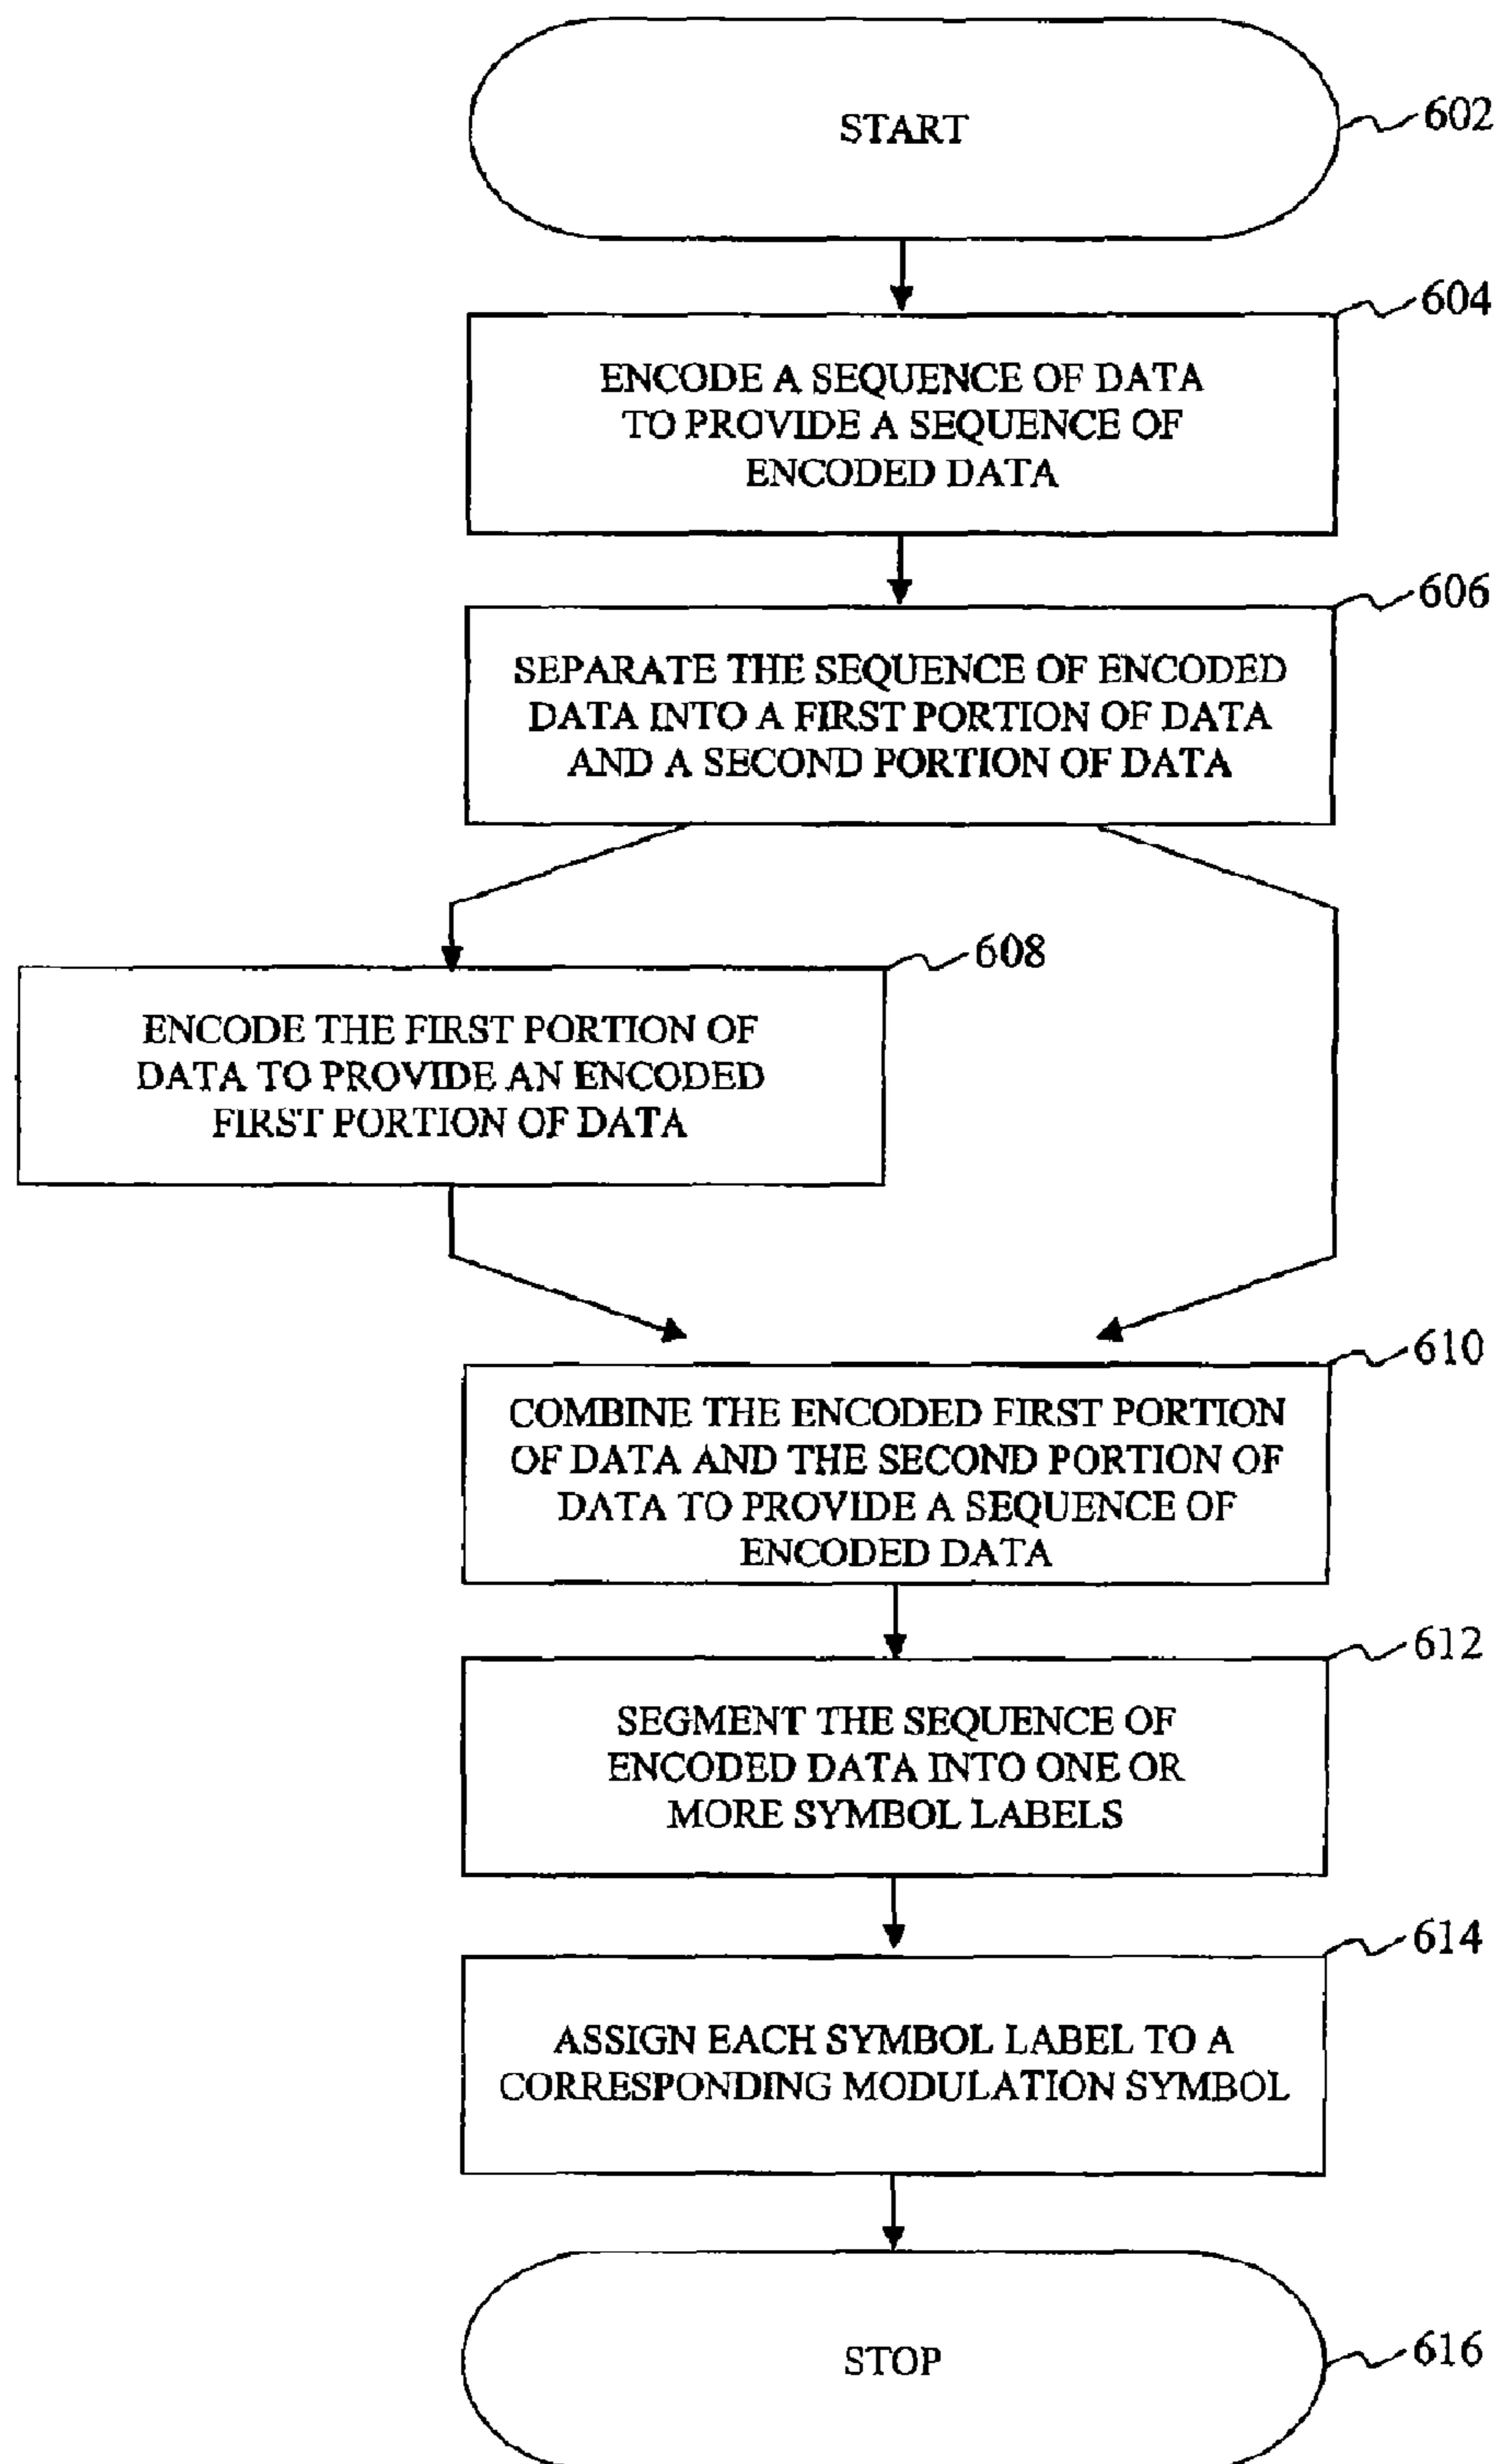 START
602
604
ENCODE A SEQUENCE OF DATA
TO PROVIDE A SEQUENCE OF
ENCODED DATA
606
SEPARATE THE SEQUENCE OF ENCODED
DATA INTO A FIRST PORTION OF DATA
AND A SECOND PORTION OF DATA
608
ENCODE THE FIRST PORTION OF
DATA TO PROVIDE AN ENCODED
FIRST PORTION OF DATA
610
COMBINE THE ENCODED FIRST PORTION
OF DATA AND THE SECOND PORTION OF
DATA TO PROVIDE A SEQUENCE OF
ENCODED DATA
612
SEGMENT THE SEQUENCE OF
ENCODED DATA INTO ONE OR
MORE SYMBOL LABELS
614
ASSIGN EACH SYMBOL LABEL TO A
CORRESPONDING MODULATION SYMBOL
STOP
616